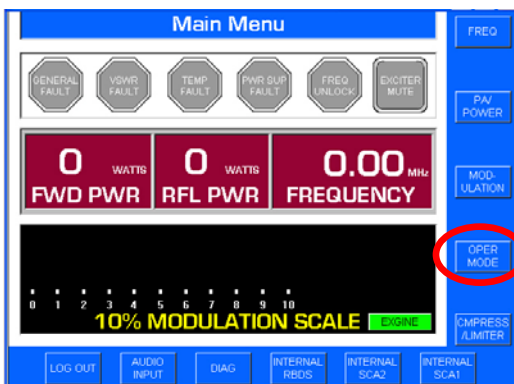 Main Menu
FREQ
GENERAL FAULT
VSWR FAULT
TEMP FAULT
PWR SUP FAULT
FREQ UNLOCK
EXCITER MUTE
PA/ POWER
0 WATTS
FWD PWR
0 WATTS
RFL PWR
0.00 MHz
FREQUENCY
MOD- ULATION
OPER MODE
0 1 2 3 4 5 6 7 8 9 10
10% MODULATION SCALE
EXGINE
CMPRESS /LIMITER
LOG OUT
AUDIO INPUT
DIAG
INTERNAL RBDS
INTERNAL SCA2
INTERNAL SCA1